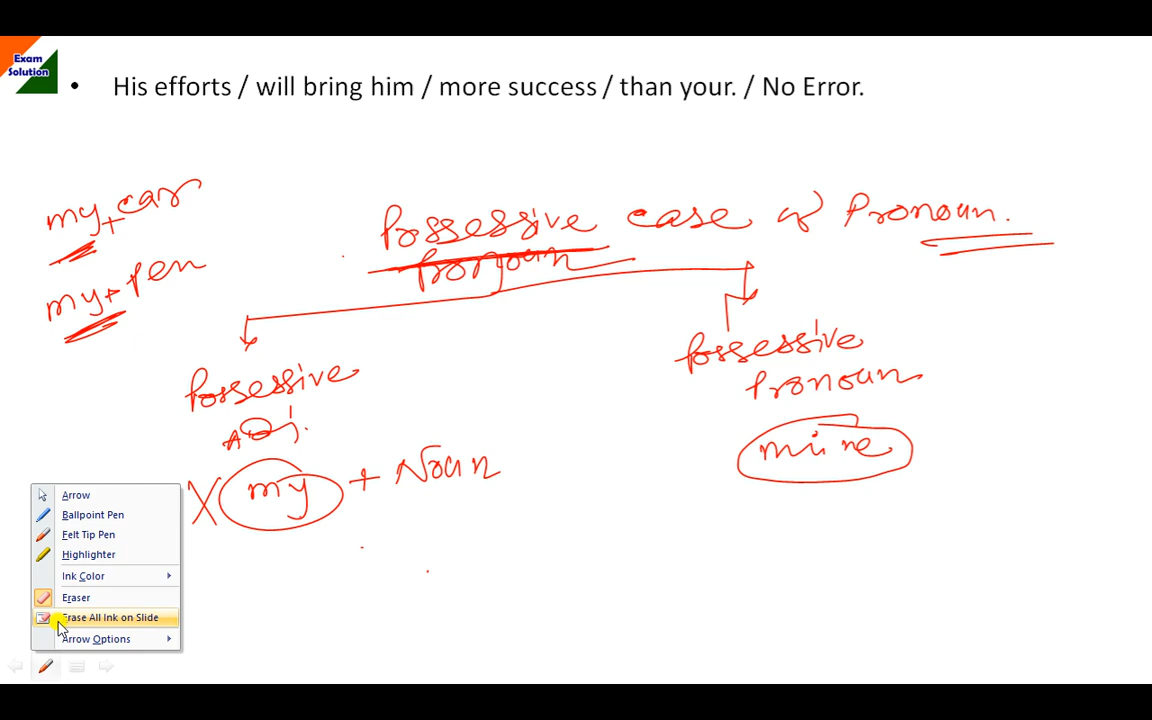 Exam
Solution
• His efforts / will bring him / more success / than your. / No Error.
my + car
my + pen
Possessive case of Pronoun.
Pronoun
Possessive
Adj.
Possessive
Pronoun
X my + Noun
mine
Arrow
Ballpoint Pen
Felt Tip Pen
Highlighter
Ink Color
Eraser
Erase All Ink on Slide
Arrow Options